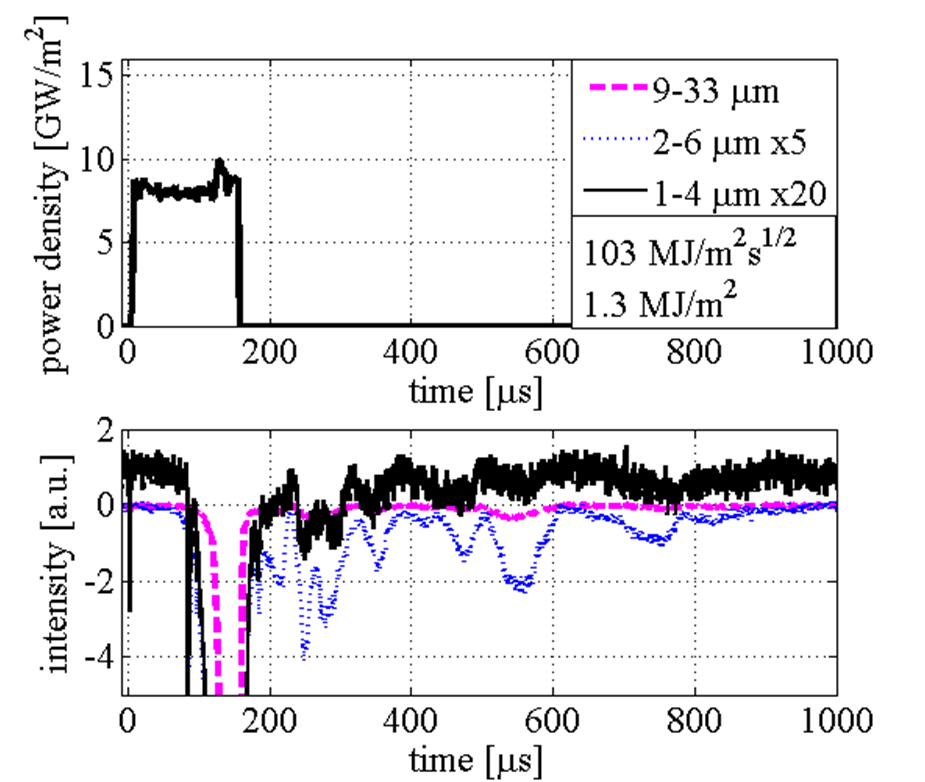 power density [GW/m²]
15
10
5
0
9-33 μm
2-6 μm x5
1-4 μm x20
103 MJ/m²s^1/2
1.3 MJ/m²
0 200 400 600 800 1000
time [μs]
intensity [a.u.]
2
0
-2
-4
0 200 400 600 800 1000
time [μs]